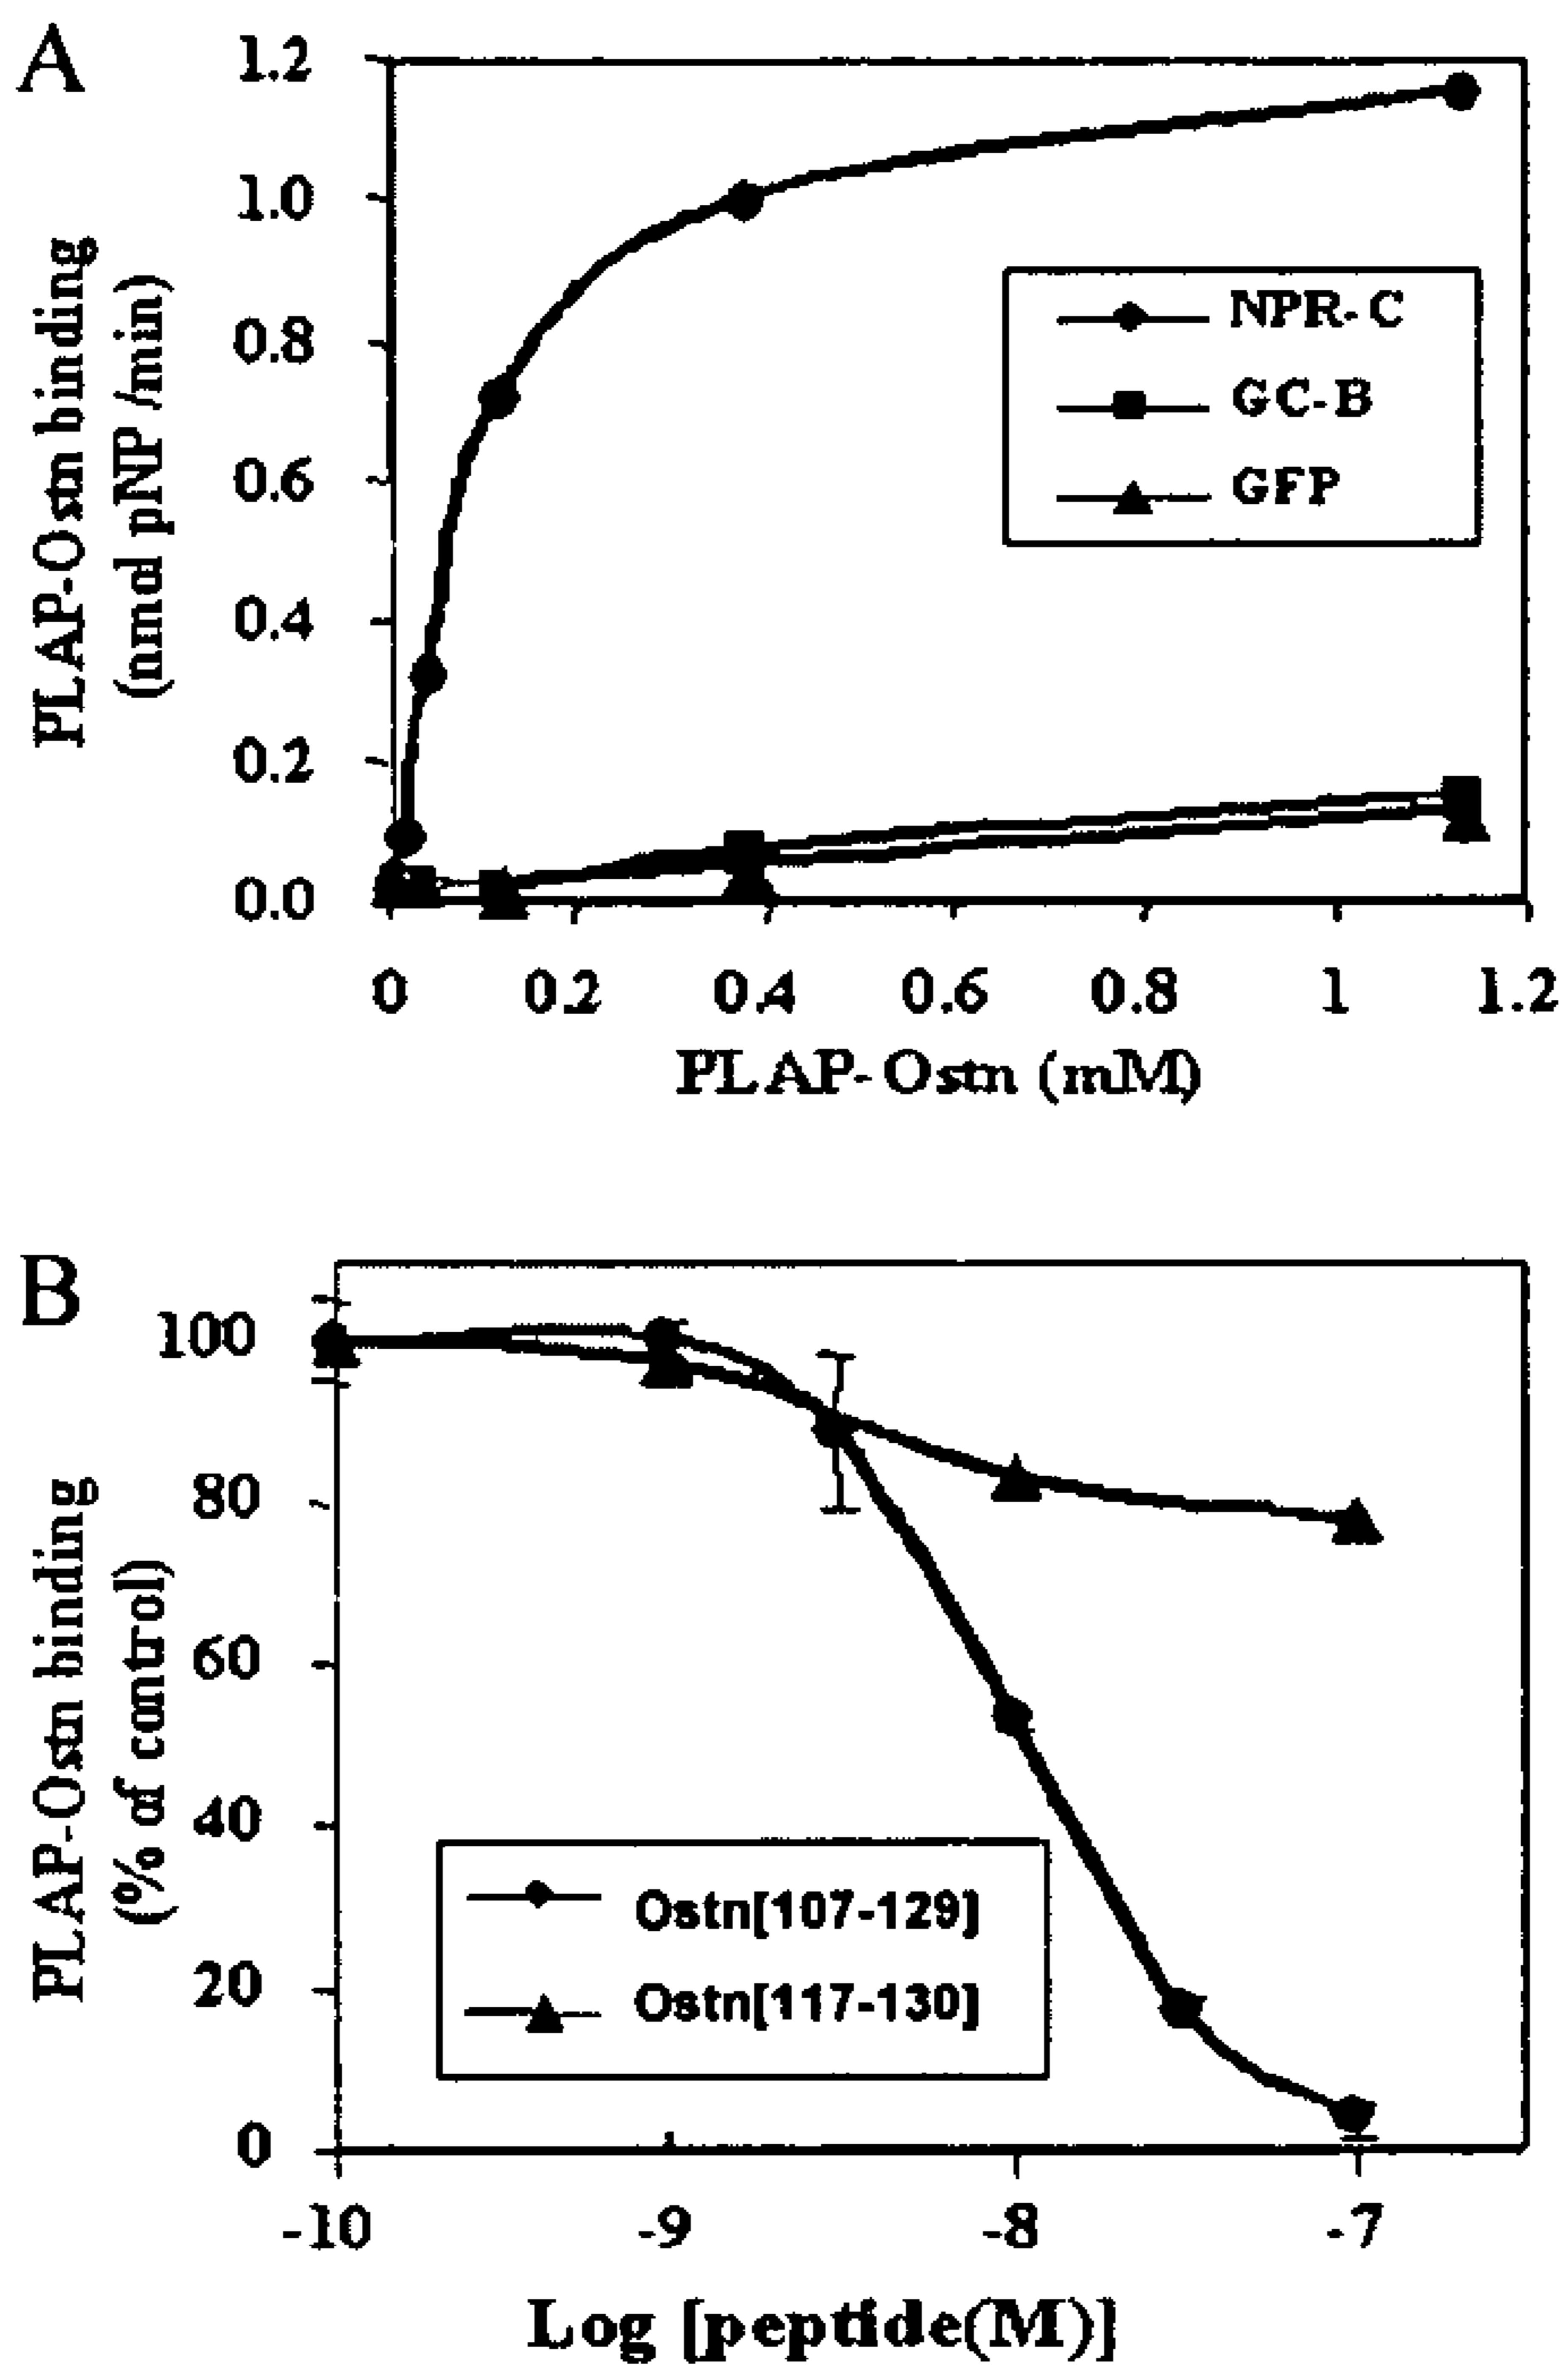 A
1.2
1.0
0.8
0.6
0.4
0.2
0.0
PLAP-Ostn binding
(nmol pNP /min)
NPR-C
GC-B
GFP
0 0.2 0.4 0.6 0.8 1 1.2
PLAP-Ostn (mM)
B
100
80
60
40
20
0
PLAP-Ostn binding
(% of control)
Ostn[107-129]
Ostn[117-130]
-10 -9 -8 -7
Log [peptide(M)]